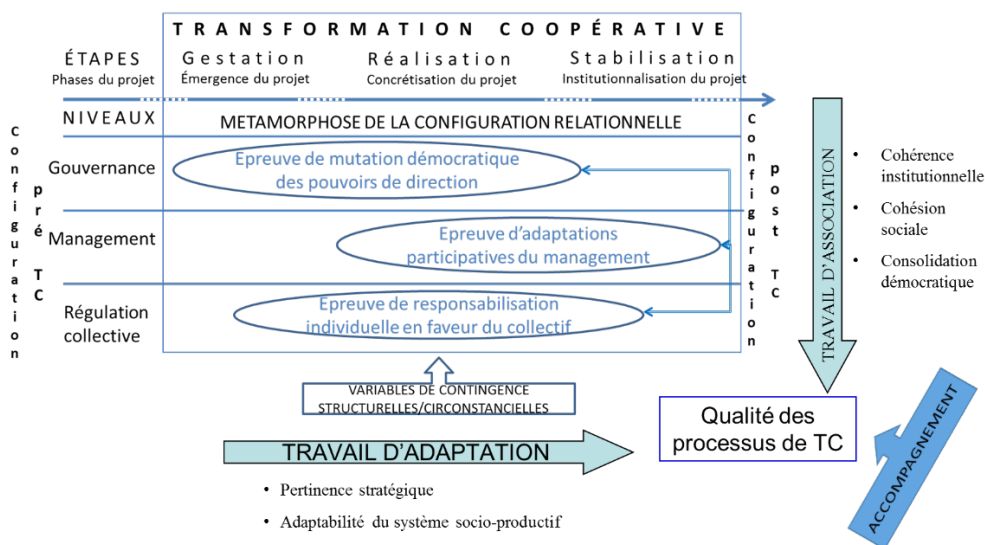 TRANSFORMATION COOPÉRATIVE
ÉTAPES
Phases du projet
Gestation
Émergence du projet
Réalisation
Concrétisation du projet
Stabilisation
Institutionnalisation du projet
NIVEAUX
METAMORPHOSE DE LA CONFIGURATION RELATIONNELLE
Configuration
pré TC
Gouvernance
Epreuve de mutation démocratique
des pouvoirs de direction
Management
Epreuve d’adaptations
participatives du management
Régulation
collective
Epreuve de responsabilisation
individuelle en faveur du collectif
Configuration
post TC
TRAVAIL D’ASSOCIATION
• Cohérence
institutionnelle
• Cohésion
sociale
• Consolidation
démocratique
VARIABLES DE CONTINGENCE
STRUCTURELLES/CIRCONSTANCIELLES
TRAVAIL D’ADAPTATION
• Pertinence stratégique
• Adaptabilité du système socio-productif
Qualité des
processus de TC
ACCOMPAGNEMENT